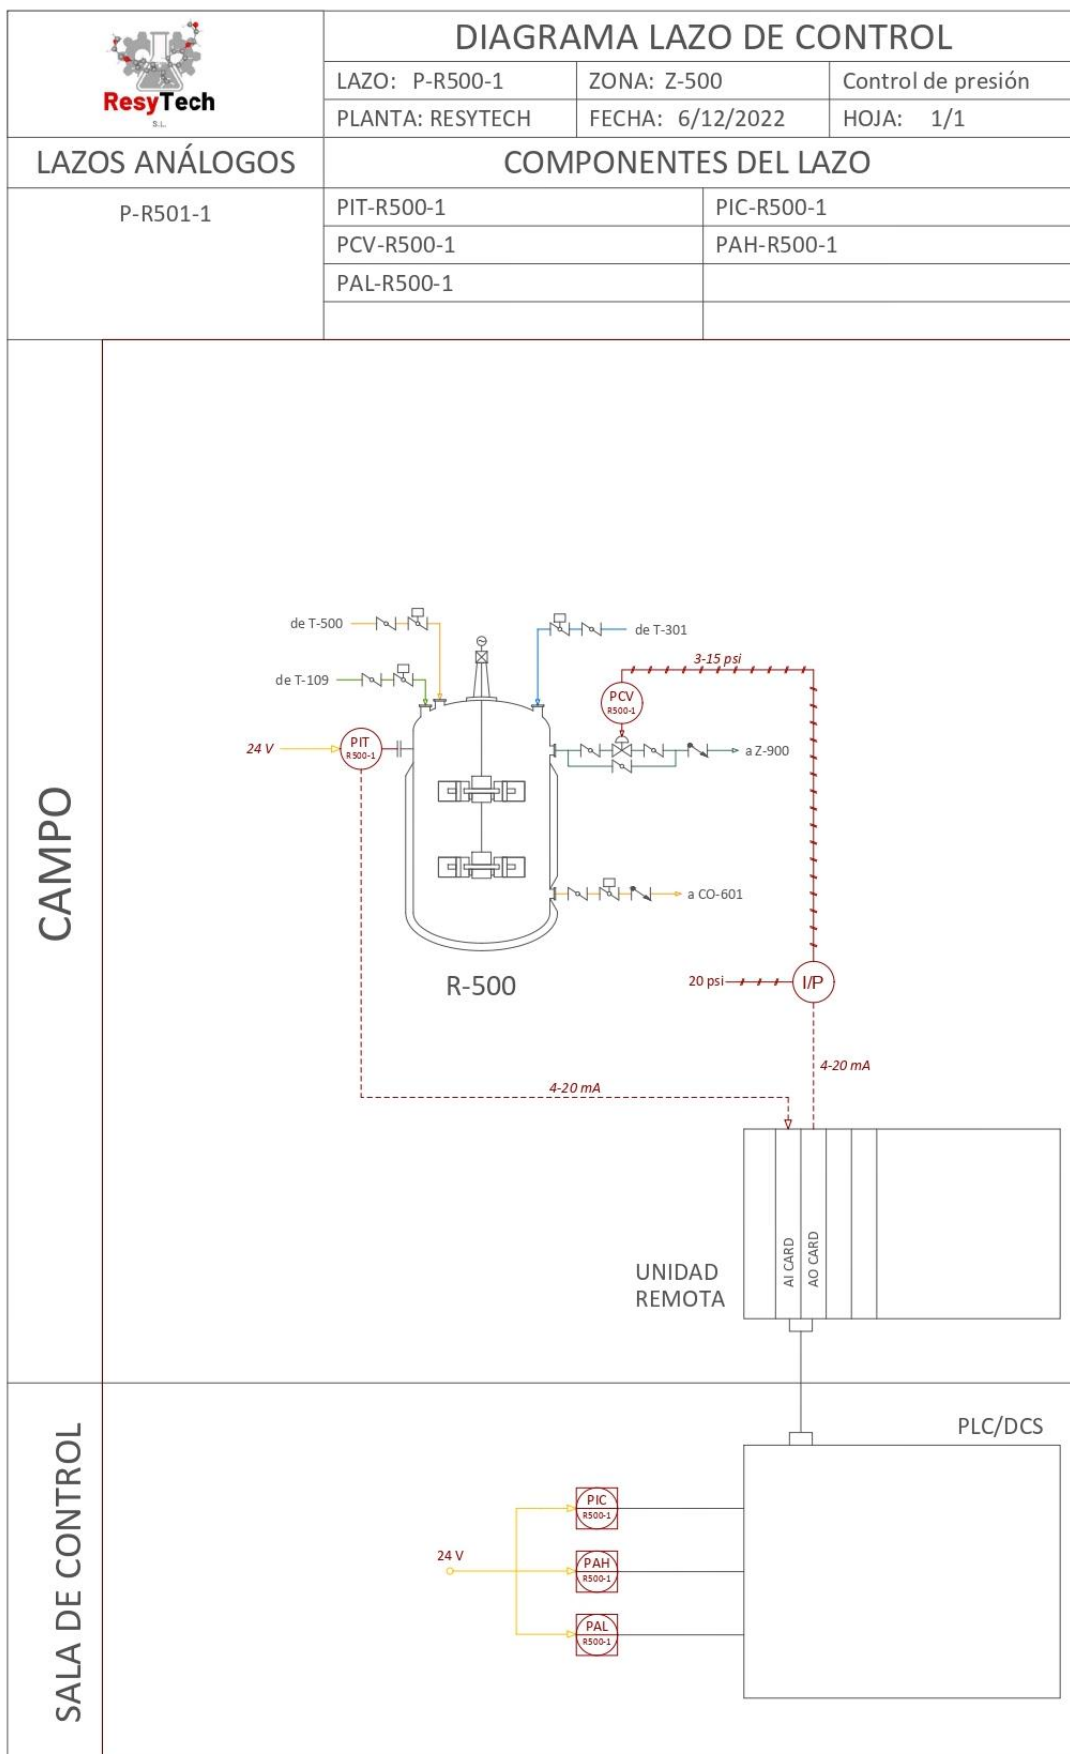 ResyTech
S.L.
DIAGRAMA LAZO DE CONTROL
LAZO: P-R500-1
ZONA: Z-500
Control de presión
PLANTA: RESYTECH
FECHA: 6/12/2022
HOJA: 1/1
LAZOS ANÁLOGOS
COMPONENTES DEL LAZO
P-R501-1
PIT-R500-1
PIC-R500-1
PCV-R500-1
PAH-R500-1
PAL-R500-1
CAMPO
de T-500
de T-301
3-15 psi
de T-109
PCV
R500-1
24 V
PIT
R500-1
a Z-900
a CO-601
R-500
20 psi
I/P
4-20 mA
4-20 mA
AI CARD
AO CARD
UNIDAD
REMOTA
SALA DE CONTROL
PLC/DCS
PIC
R500-1
24 V
PAH
R500-1
PAL
R500-1